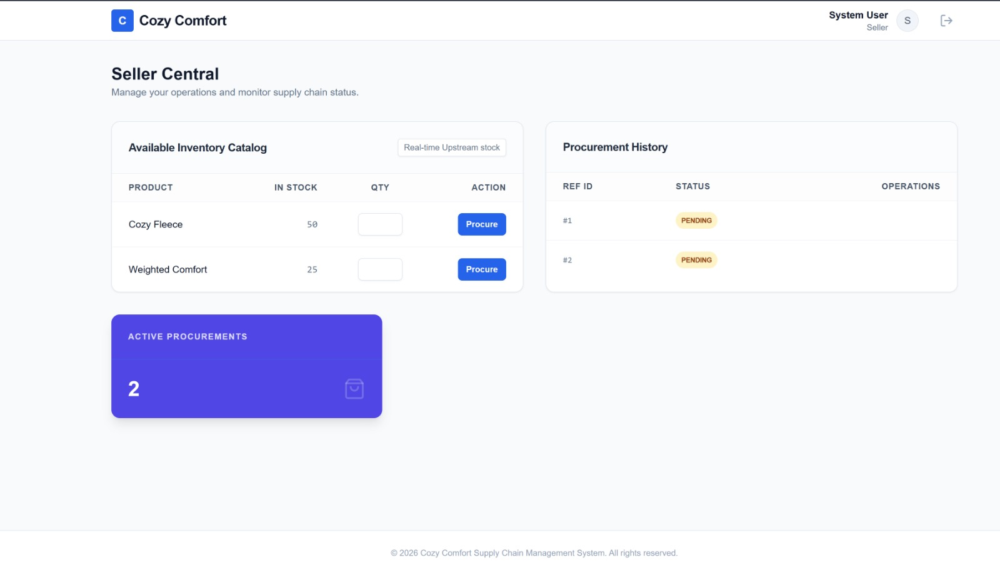 C Cozy Comfort
System User
Seller
S
Seller Central
Manage your operations and monitor supply chain status.
Available Inventory Catalog
Real-time Upstream stock
PRODUCT IN STOCK QTY ACTION
Cozy Fleece 50 Procure
Weighted Comfort 25 Procure
Procurement History
REF ID STATUS OPERATIONS
#1 PENDING
#2 PENDING
ACTIVE PROCUREMENTS
2
© 2026 Cozy Comfort Supply Chain Management System. All rights reserved.